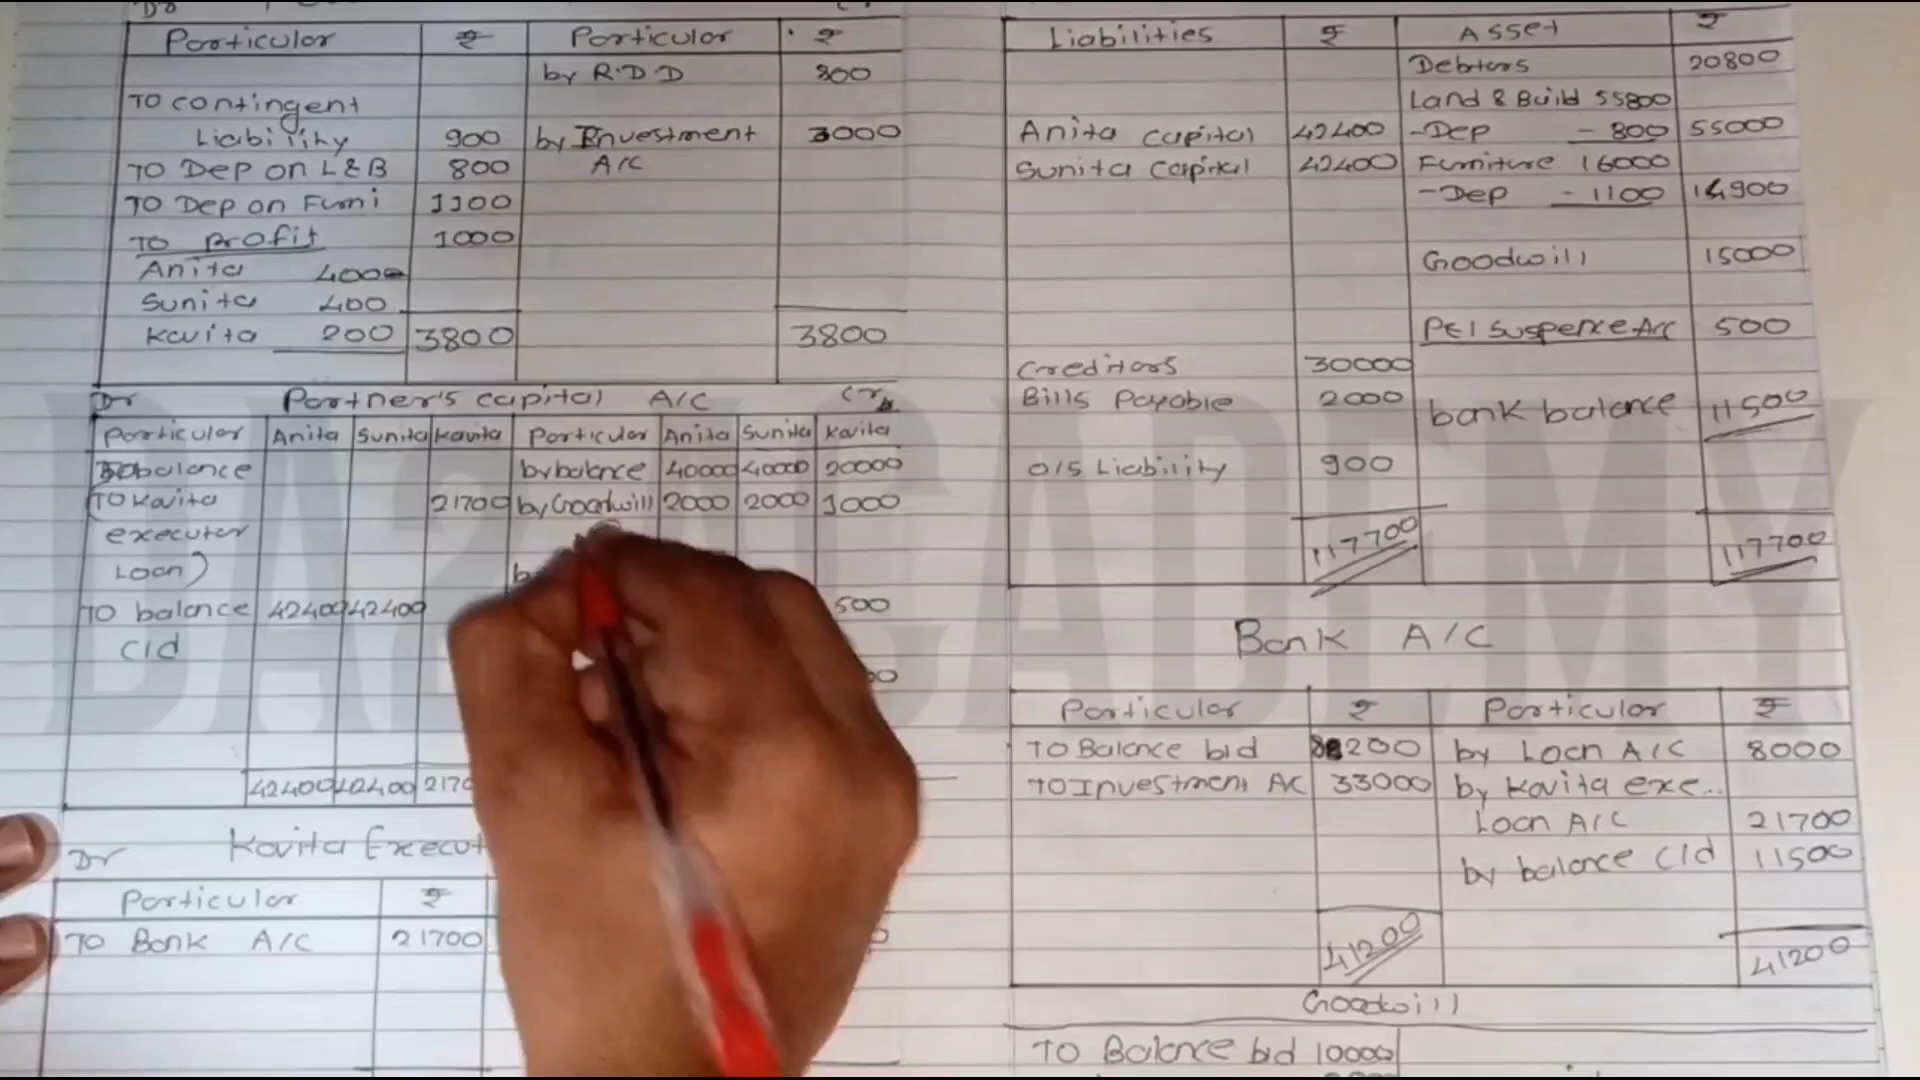 Dr
Particular ₹ Particular ₹
by R.D.D 800
TO contingent
Liability 900 by Investment 3000
TO Dep on L&B 800 A/C
TO Dep on Furni 1100
TO Profit 1000
Anita 400
Sunita 400
Kavita 200 3800 3800
Dr Partner's capital A/C Cr
Particular Anita Sunita Kavita Particular Anita Sunita Kavita
balance by balance 40000 40000 20000
(TO Kavita 21700 by Goodwill 2000 2000 1000
executer
Loan)
TO balance 42400 42400 500
C/d
42400 42400
Dr Kavita Execut
Particular ₹
TO Bank A/C 21700
Liabilities ₹ Asset ₹
Debtors 20800
Land & Build 55800
Anita capital 42400 -Dep - 800 55000
Sunita Capital 42400 Furniture 16000
-Dep - 1100 14900
Goodwill 15000
P&l Suspence A/c 500
Creditors 30000
Bills Payable 2000 bank balance 11500
O/S Liability 900
117700 117700
Bank A/C
Particular ₹ Particular ₹
TO Balance b/d 8200 by Loan A/C 8000
TO Investment AC 33000 by Kavita exe...
Loan A/C 21700
by balance C/d 11500
41200 41200
Goodwill
TO Balance bd 10000
DA2 ACADEMY